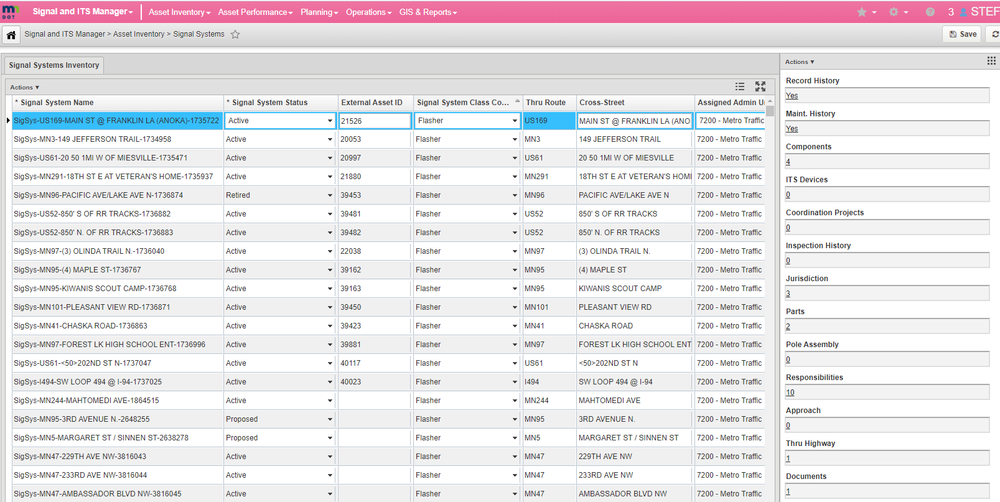 mn DOT Signal and ITS Manager Asset Inventory Asset Performance Planning Operations GIS & Reports ? 3 STEF
Signal and ITS Manager > Asset Inventory > Signal Systems Save
Signal Systems Inventory
Actions
* Signal System Name * Signal System Status External Asset ID Signal System Class Co... Thru Route Cross-Street Assigned Admin Ur
SigSys-US169-MAIN ST @ FRANKLIN LA (ANOKA)-1735722 Active 21526 Flasher US169 MAIN ST @ FRANKLIN LA (ANO 7200 - Metro Traffic
SigSys-MN3-149 JEFFERSON TRAIL-1734958 Active 20053 Flasher MN3 149 JEFFERSON TRAIL 7200 - Metro Traffic
SigSys-US61-20 50 1MI W OF MIESVILLE-1735471 Active 20997 Flasher US61 20 50 1MI W OF MIESVILLE 7200 - Metro Traffic
SigSys-MN291-18TH ST E AT VETERAN'S HOME-1735937 Active 21880 Flasher MN291 18TH ST E AT VETERAN'S HOMI 7200 - Metro Traffic
SigSys-MN96-PACIFIC AVE/LAKE AVE N-1736874 Retired 39453 Flasher MN96 PACIFIC AVE/LAKE AVE N 7200 - Metro Traffic
SigSys-US52-850' S OF RR TRACKS-1736882 Active 39481 Flasher US52 850' S OF RR TRACKS 7200 - Metro Traffic
SigSys-US52-850' N. OF RR TRACKS-1736883 Active 39482 Flasher US52 850' N. OF RR TRACKS 7200 - Metro Traffic
SigSys-MN97-(3) OLINDA TRAIL N.-1736040 Active 22038 Flasher MN97 (3) OLINDA TRAIL N. 7200 - Metro Traffic
SigSys-MN95-(4) MAPLE ST-1736767 Active 39162 Flasher MN95 (4) MAPLE ST 7200 - Metro Traffic
SigSys-MN95-KIWANIS SCOUT CAMP-1736768 Active 39163 Flasher MN95 KIWANIS SCOUT CAMP 7200 - Metro Traffic
SigSys-MN101-PLEASANT VIEW RD-1736871 Active 39450 Flasher MN101 PLEASANT VIEW RD 7200 - Metro Traffic
SigSys-MN41-CHASKA ROAD-1736863 Active 39423 Flasher MN41 CHASKA ROAD 7200 - Metro Traffic
SigSys-MN97-FOREST LK HIGH SCHOOL ENT-1736996 Active 39881 Flasher MN97 FOREST LK HIGH SCHOOL ENT 7200 - Metro Traffic
SigSys-US61-<50>202ND ST N-1737047 Active 40117 Flasher US61 <50>202ND ST N 7200 - Metro Traffic
SigSys-I494-SW LOOP 494 @ I-94-1737025 Active 40023 Flasher I494 SW LOOP 494 @ I-94 7200 - Metro Traffic
SigSys-MN244-MAHTOMEDI AVE-1864515 Active Flasher MN244 MAHTOMEDI AVE 7200 - Metro Traffic
SigSys-MN95-3RD AVENUE N.-2648255 Proposed Flasher MN95 3RD AVENUE N. 7200 - Metro Traffic
SigSys-MN5-MARGARET ST / SINNEN ST-2638278 Proposed Flasher MN5 MARGARET ST / SINNEN ST 7200 - Metro Traffic
SigSys-MN47-229TH AVE NW-3816043 Active Flasher MN47 229TH AVE NW 7200 - Metro Traffic
SigSys-MN47-233RD AVE NW-3816044 Active Flasher MN47 233RD AVE NW 7200 - Metro Traffic
SigSys-MN47-AMBASSADOR BLVD NW-3816045 Active Flasher MN47 AMBASSADOR BLVD NW 7200 - Metro Traffic
Actions
Record History
Yes
Maint. History
Yes
Components
4
ITS Devices
0
Coordination Projects
0
Inspection History
0
Jurisdiction
3
Parts
2
Pole Assembly
0
Responsibilities
10
Approach
0
Thru Highway
1
Documents
1